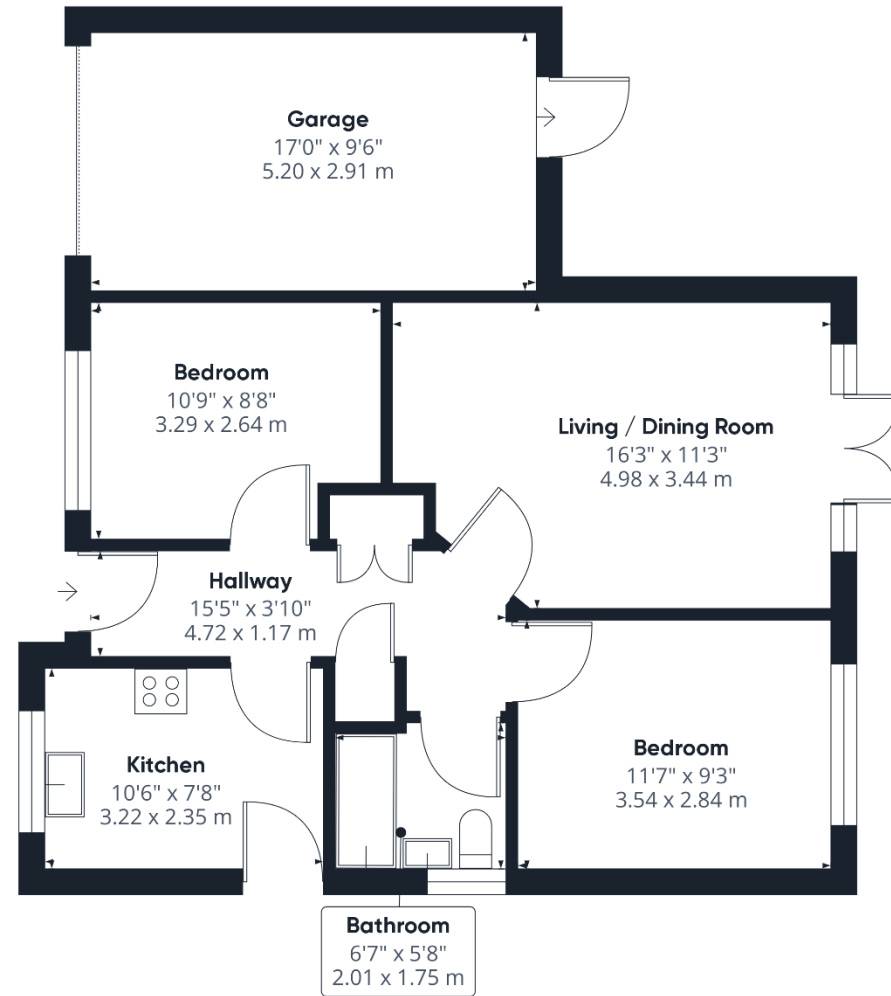 Garage
17'0" x 9'6"
5.20 x 2.91 m
Bedroom
10'9" x 8'8"
3.29 x 2.64 m
Living / Dining Room
16'3" x 11'3"
4.98 x 3.44 m
Hallway
15'5" x 3'10"
4.72 x 1.17 m
Kitchen
10'6" x 7'8"
3.22 x 2.35 m
Bedroom
11'7" x 9'3"
3.54 x 2.84 m
Bathroom
6'7" x 5'8"
2.01 x 1.75 m